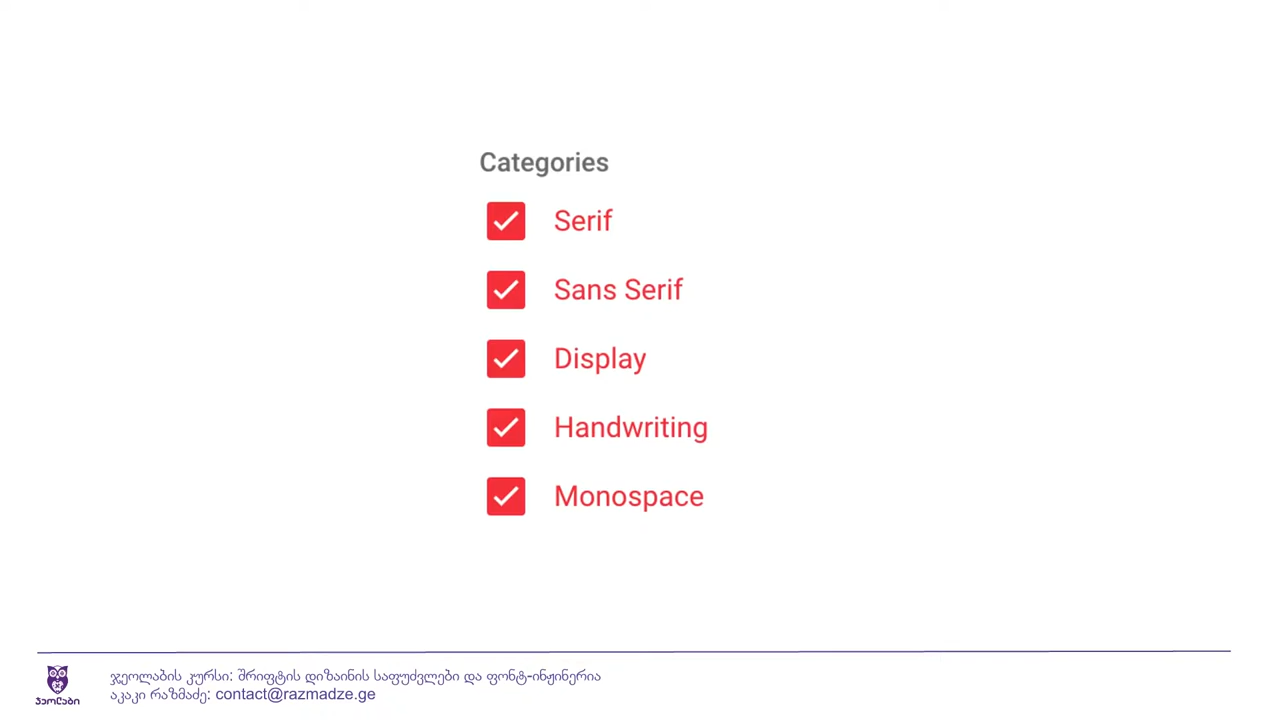 Categories
Serif
Sans Serif
Display
Handwriting
Monospace
ჯეოლაბის კურსი: შრიფტის დიზაინის საფუძვლები და ფონტ-ინჟინერია
აკაკი რაზმაძე: contact@razmadze.ge
ჯეოლაბი